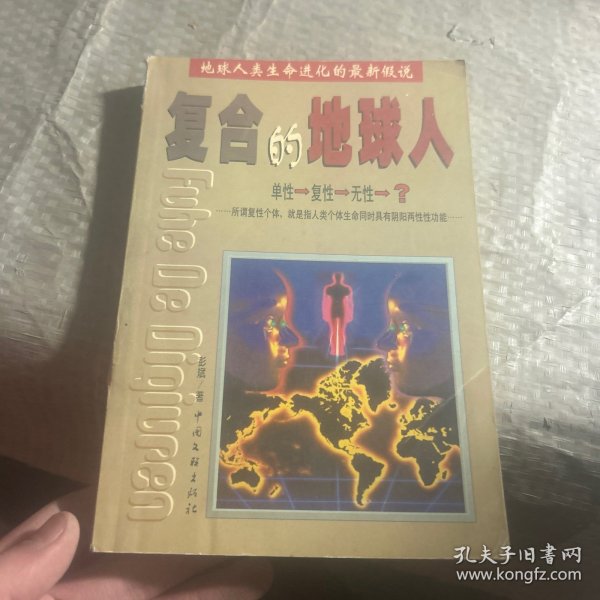 地球人类生命进化的最新假说
复合的地球人
单性→复性→无性→?
……所谓复性个体，就是指人类个体生命同时具有阴阳两性性功能……
Fuhe De Diqiuren
彭斌/著
中国文联出版社
孔夫子旧书网
www.kongfz.com